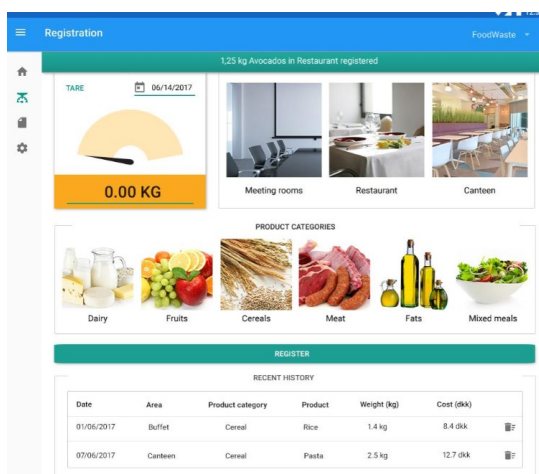 Registration
FoodWaste
1,25 kg Avocados in Restaurant registered
TARE
06/14/2017
0.00 KG
Meeting rooms Restaurant Canteen
PRODUCT CATEGORIES
Dairy Fruits Cereals Meat Fats Mixed meals
REGISTER
RECENT HISTORY
Date Area Product category Product Weight (kg) Cost (dkk)
01/06/2017 Buffet Cereal Rice 1.4 kg 8.4 dkk
07/06/2017 Canteen Cereal Pasta 2.5 kg 12.7 dkk